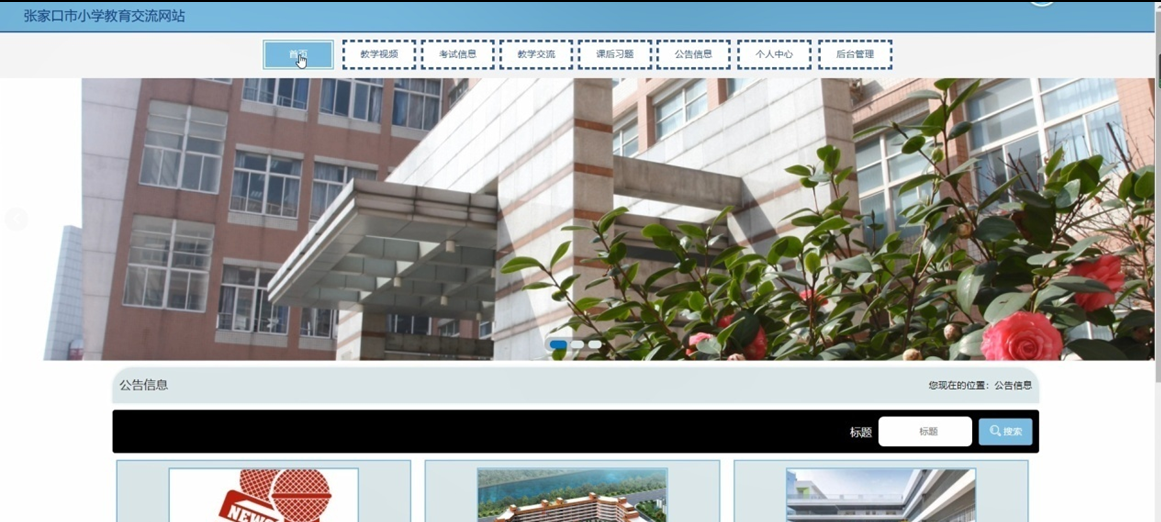 张家口市小学教育交流网站
首页 教学视频 考试信息 教学交流 课后习题 公告信息 个人中心 后台管理
公告信息 您现在的位置：公告信息
标题 标题 搜索
NEWS